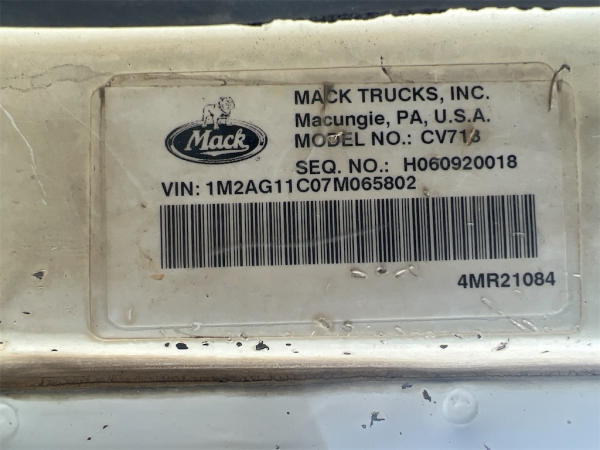 MACK TRUCKS, INC.
Macungie, PA, U.S.A.
MODEL NO.: CV713
SEQ. NO.: H060920018
Mack
VIN: 1M2AG11C07M065802
4MR21084